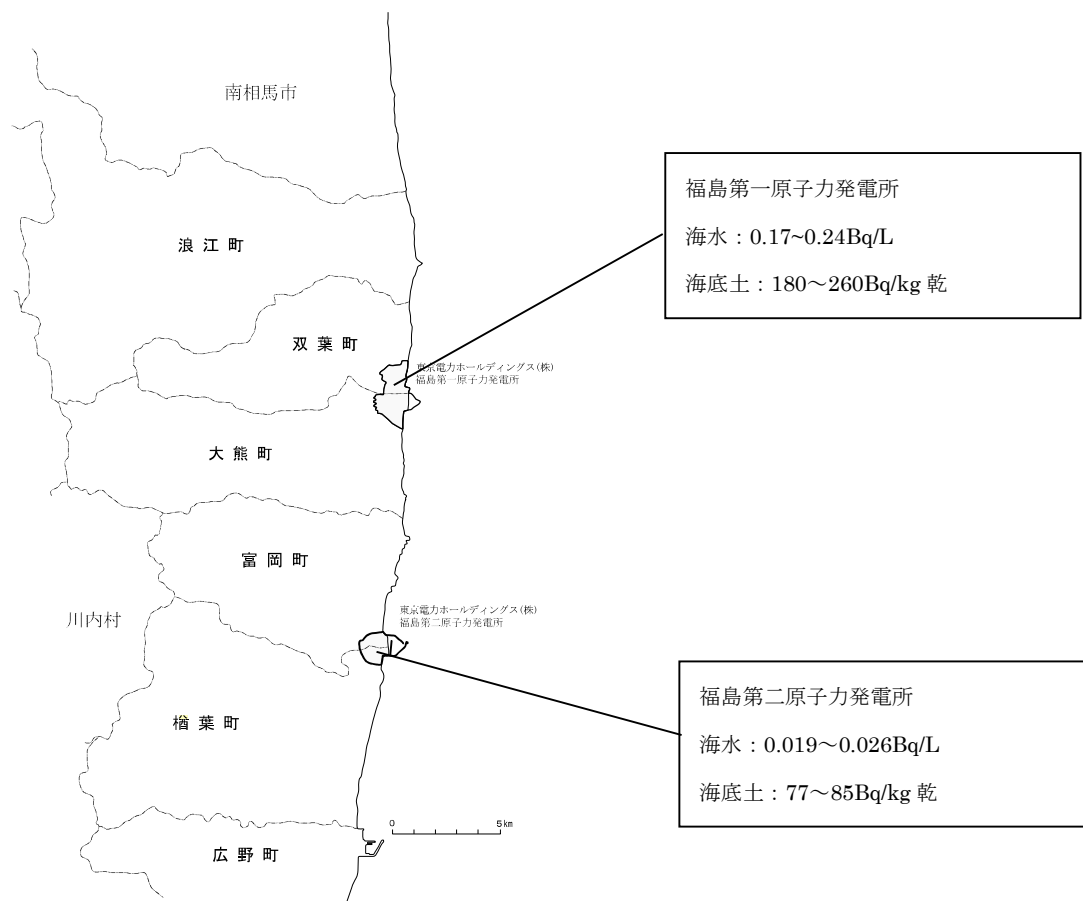 南相馬市
福島第一原子力発電所
海水：0.17~0.24Bq/L
海底土：180～260Bq/kg 乾
浪江町
双葉町
東京電力ホールディングス(株)
福島第一原子力発電所
大熊町
富岡町
川内村
東京電力ホールディングス(株)
福島第二原子力発電所
福島第二原子力発電所
海水：0.019～0.026Bq/L
海底土：77～85Bq/kg 乾
楢葉町
0 5km
広野町